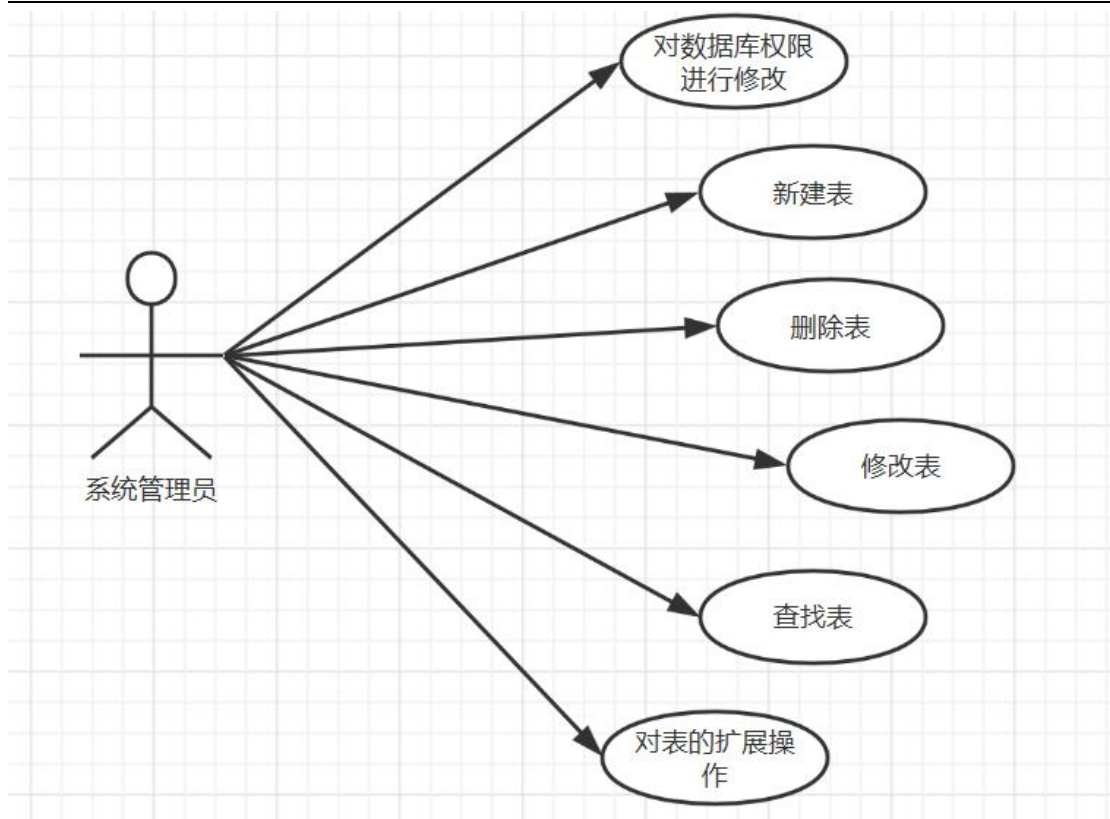 对数据库权限
进行修改
新建表
删除表
修改表
系统管理员
查找表
对表的扩展操
作